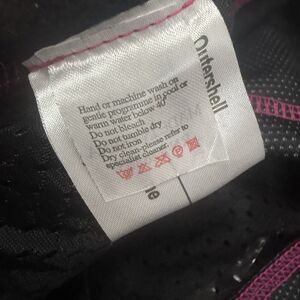 Outershell
Hand or machine wash on
gentle programme in cool or
warm water below 40
Do not bleach
Do not tumble dry
Do not iron
Dry clean-please refer to
specialist cleaner.